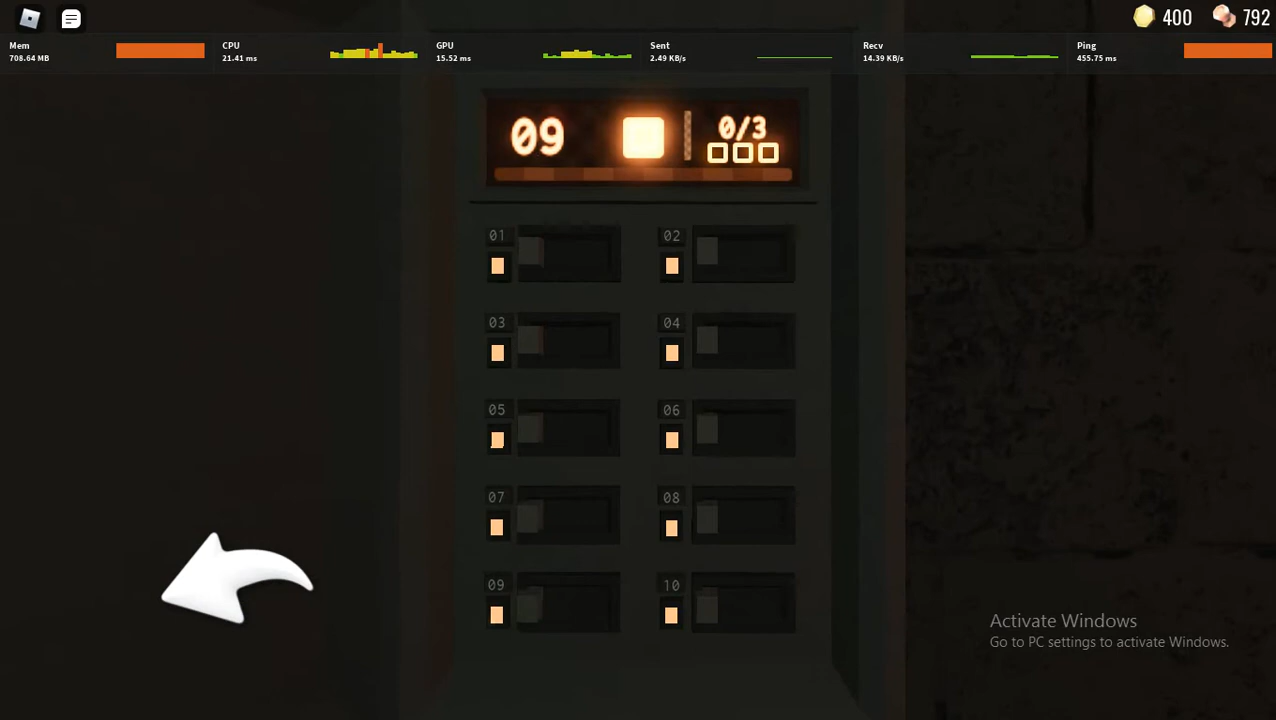 400 792
Mem CPU GPU Sent Recv Ping
708.64 MB 21.41 ms 15.52 ms 2.49 KB/s 14.39 KB/s 455.75 ms
09 0/3
01 02
03 04
05 06
07 08
09 10
Activate Windows
Go to PC settings to activate Windows.